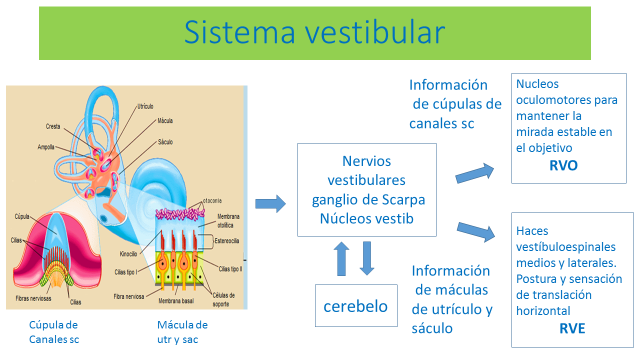 Sistema vestibular
Utrículo
Mácula
Sáculo
Cresta
Ampolla
Cúpula
Cilias
Fibras nerviosas
Cilias
otoconia
Membrana
otolítica
Estereocilia
Kinocilio
Cilias tipo I
Cilias tipo II
Fibra nerviosa
Membrana basal
Células de
soporte
Cúpula de
Canales sc
Mácula de
utr y sac
Nervios
vestibulares
ganglio de Scarpa
Núcleos vestib
cerebelo
Información
de cúpulas de
canales sc
Información
de máculas
de utrículo y
sáculo
Nucleos
oculomotores para
mantener la
mirada estable en
el objetivo
RVO
Haces
vestíbuloespinales
medios y laterales.
Postura y sensación
de translación
horizontal
RVE